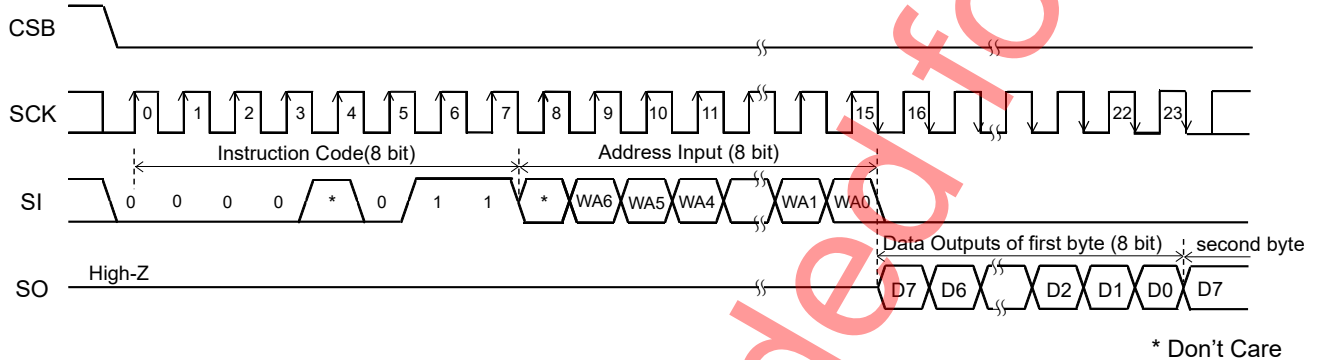 CSB
SCK 0 1 2 3 4 5 6 7 8 9 10 11 15 16 22 23
Instruction Code(8 bit) Address Input (8 bit)
SI 0 0 0 0 * 0 1 1 * WA6 WA5 WA4 WA1 WA0
Data Outputs of first byte (8 bit) second byte
High-Z
SO D7 D6 D2 D1 D0 D7
* Don't Care